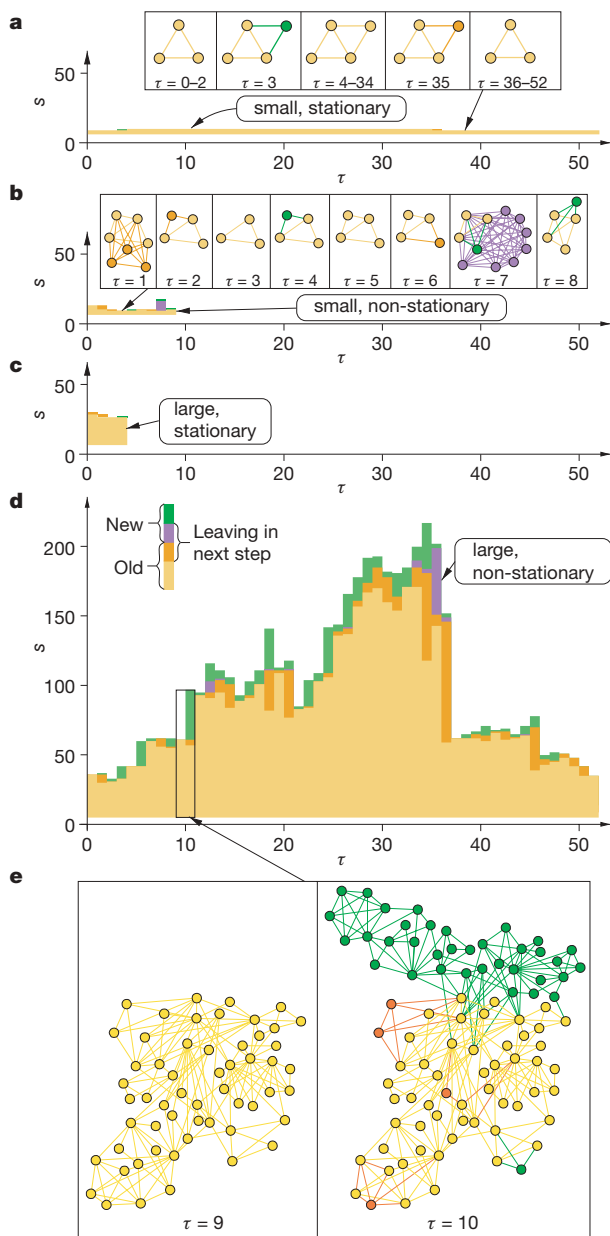 a
τ = 0–2 τ = 3 τ = 4–34 τ = 35 τ = 36–52
50
s
small, stationary
0
10 20 30 40 50
τ
b
τ = 1 τ = 2 τ = 3 τ = 4 τ = 5 τ = 6 τ = 7 τ = 8
50
s
small, non-stationary
0
10 20 30 40 50
τ
c
50
s
large,
stationary
0
10 20 30 40 50
τ
d
New
Leaving in
next step
Old
large,
non-stationary
200
150
s
100
50
0
0 10 20 30 40 50
τ
e
τ = 9 τ = 10